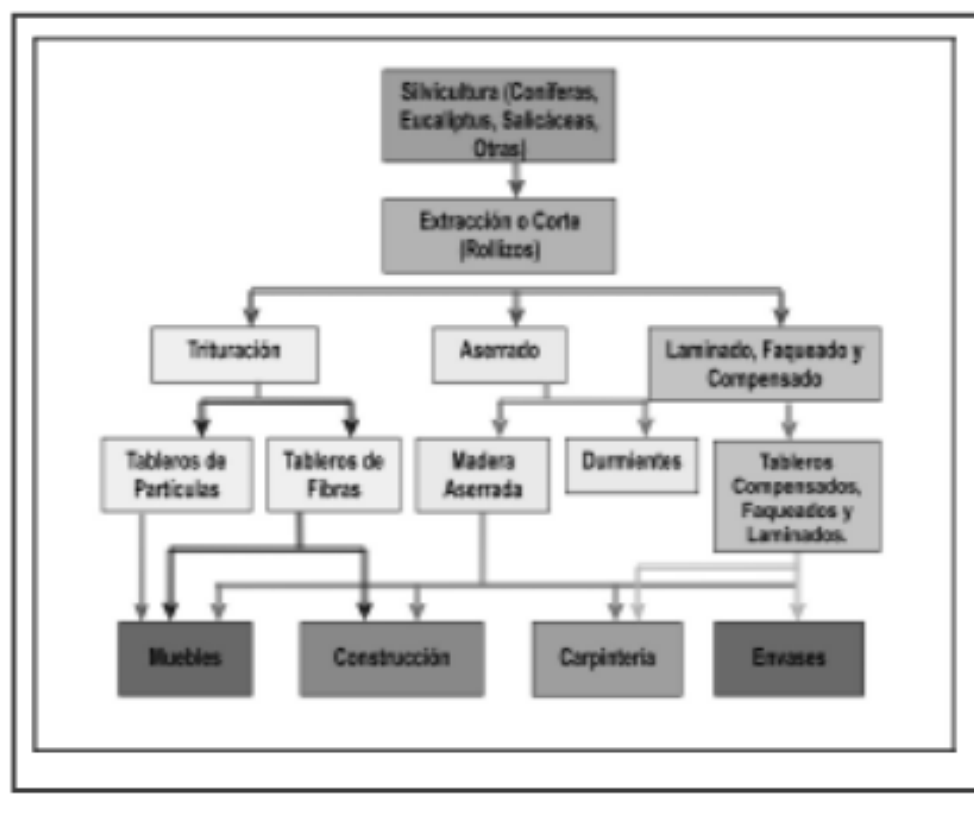 Silvicultura (Coníferas,
Eucaliptus, Salicáceas,
Otras)
Extracción o Corte
(Rollizos)
Trituración
Aserrado
Laminado, Faqueado y
Compensado
Tableros de
Partículas
Tableros de
Fibras
Madera
Aserrada
Durmientes
Tableros
Compensados,
Faqueados y
Laminados.
Muebles
Construcción
Carpintería
Envases